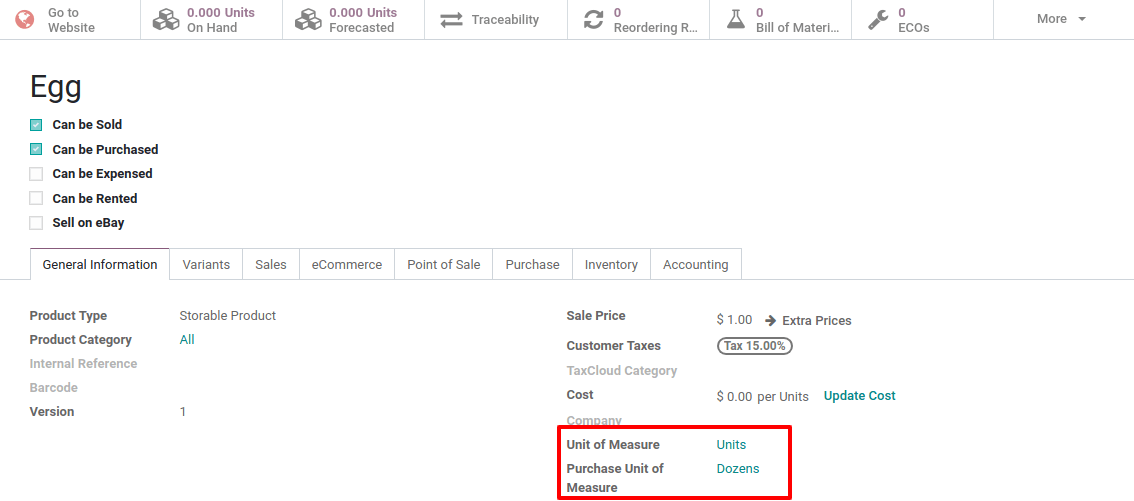 Go to
Website
0.000 Units
On Hand
0.000 Units
Forecasted
Traceability
0
Reordering R...
0
Bill of Materi...
0
ECOs
More
Egg
Can be Sold
Can be Purchased
Can be Expensed
Can be Rented
Sell on eBay
General Information Variants Sales eCommerce Point of Sale Purchase Inventory Accounting
Product Type Storable Product
Product Category All
Internal Reference
Barcode
Version 1
Sale Price $ 1.00 Extra Prices
Customer Taxes Tax 15.00%
TaxCloud Category
Cost $ 0.00 per Units Update Cost
Company
Unit of Measure Units
Purchase Unit of Dozens
Measure